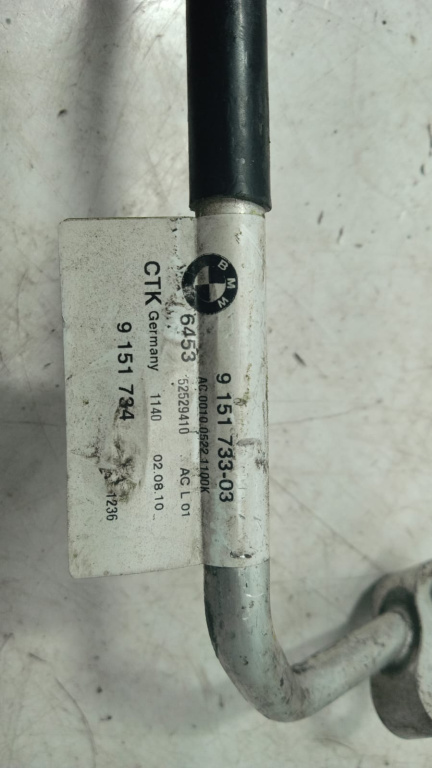 BMW
6453 9 151 733-03
AC.0010.0522.1100K
52529410 AC L 01
CTK Germany 1140 02.08.10
9 151 734 1236